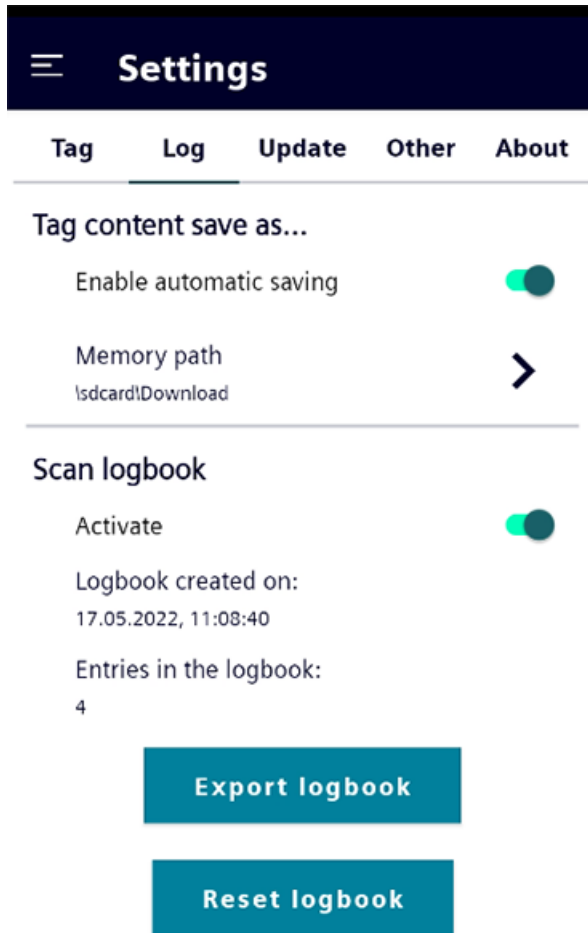 Settings
Tag Log Update Other About
Tag content save as...
Enable automatic saving
Memory path
\sdcard\Download
Scan logbook
Activate
Logbook created on:
17.05.2022, 11:08:40
Entries in the logbook:
4
Export logbook
Reset logbook